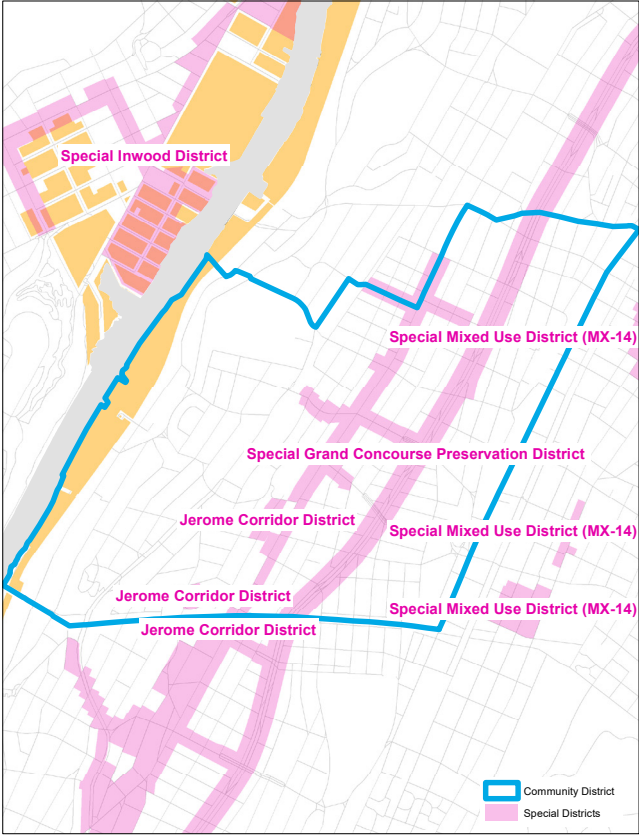 Special Inwood District
Special Mixed Use District (MX-14)
Special Grand Concourse Preservation District
Jerome Corridor District
Special Mixed Use District (MX-14)
Jerome Corridor District
Special Mixed Use District (MX-14)
Jerome Corridor District
Community District
Special Districts